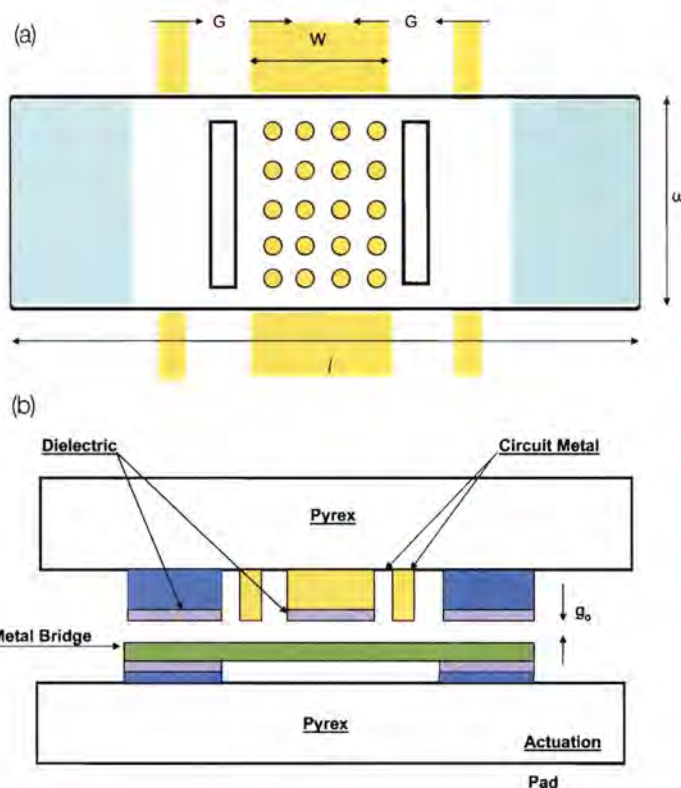 (a)
G
G
W
ω
l
(b)
Dielectric
Circuit Metal
Pyrex
g₀
Metal Bridge
Pyrex
Actuation
Pad